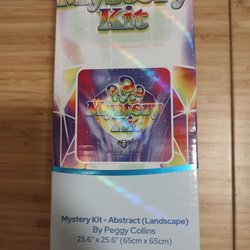 Mystery
Kit
???
Mystery
Kit
Mystery Kit - Abstract (Landscape)
By Peggy Collins
25.6" x 25.6" (65cm x 65cm)